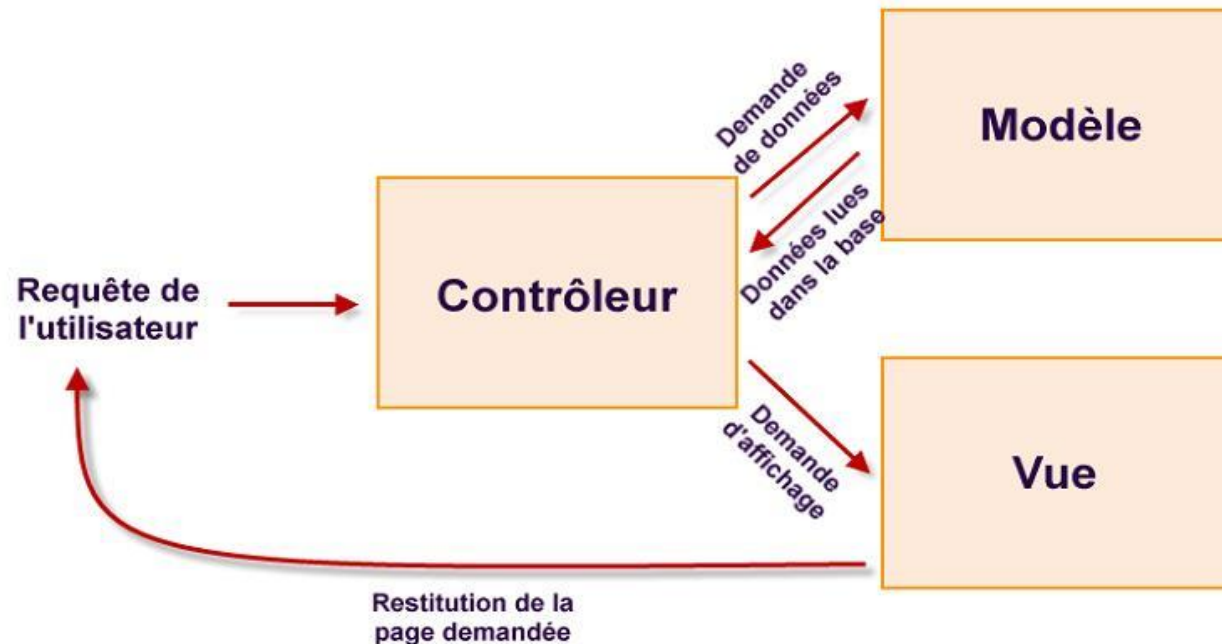 Requête de
l'utilisateur
Contrôleur
Demande
de données
Données lues
dans la base
Modèle
Demande
d'affichage
Vue
Restitution de la
page demandée